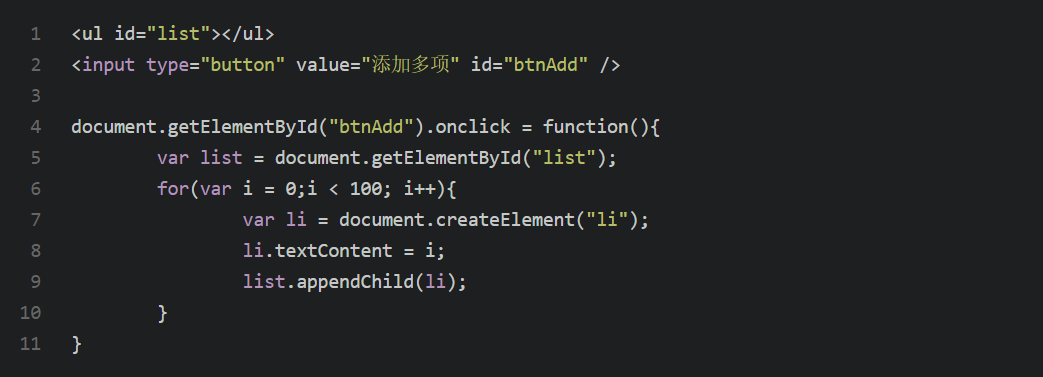 1 <ul id="list"></ul>
2 <input type="button" value="添加多项" id="btnAdd" />
3
4 document.getElementById("btnAdd").onclick = function(){
5         var list = document.getElementById("list");
6         for(var i = 0;i < 100; i++){
7                 var li = document.createElement("li");
8                 li.textContent = i;
9                 list.appendChild(li);
10         }
11 }